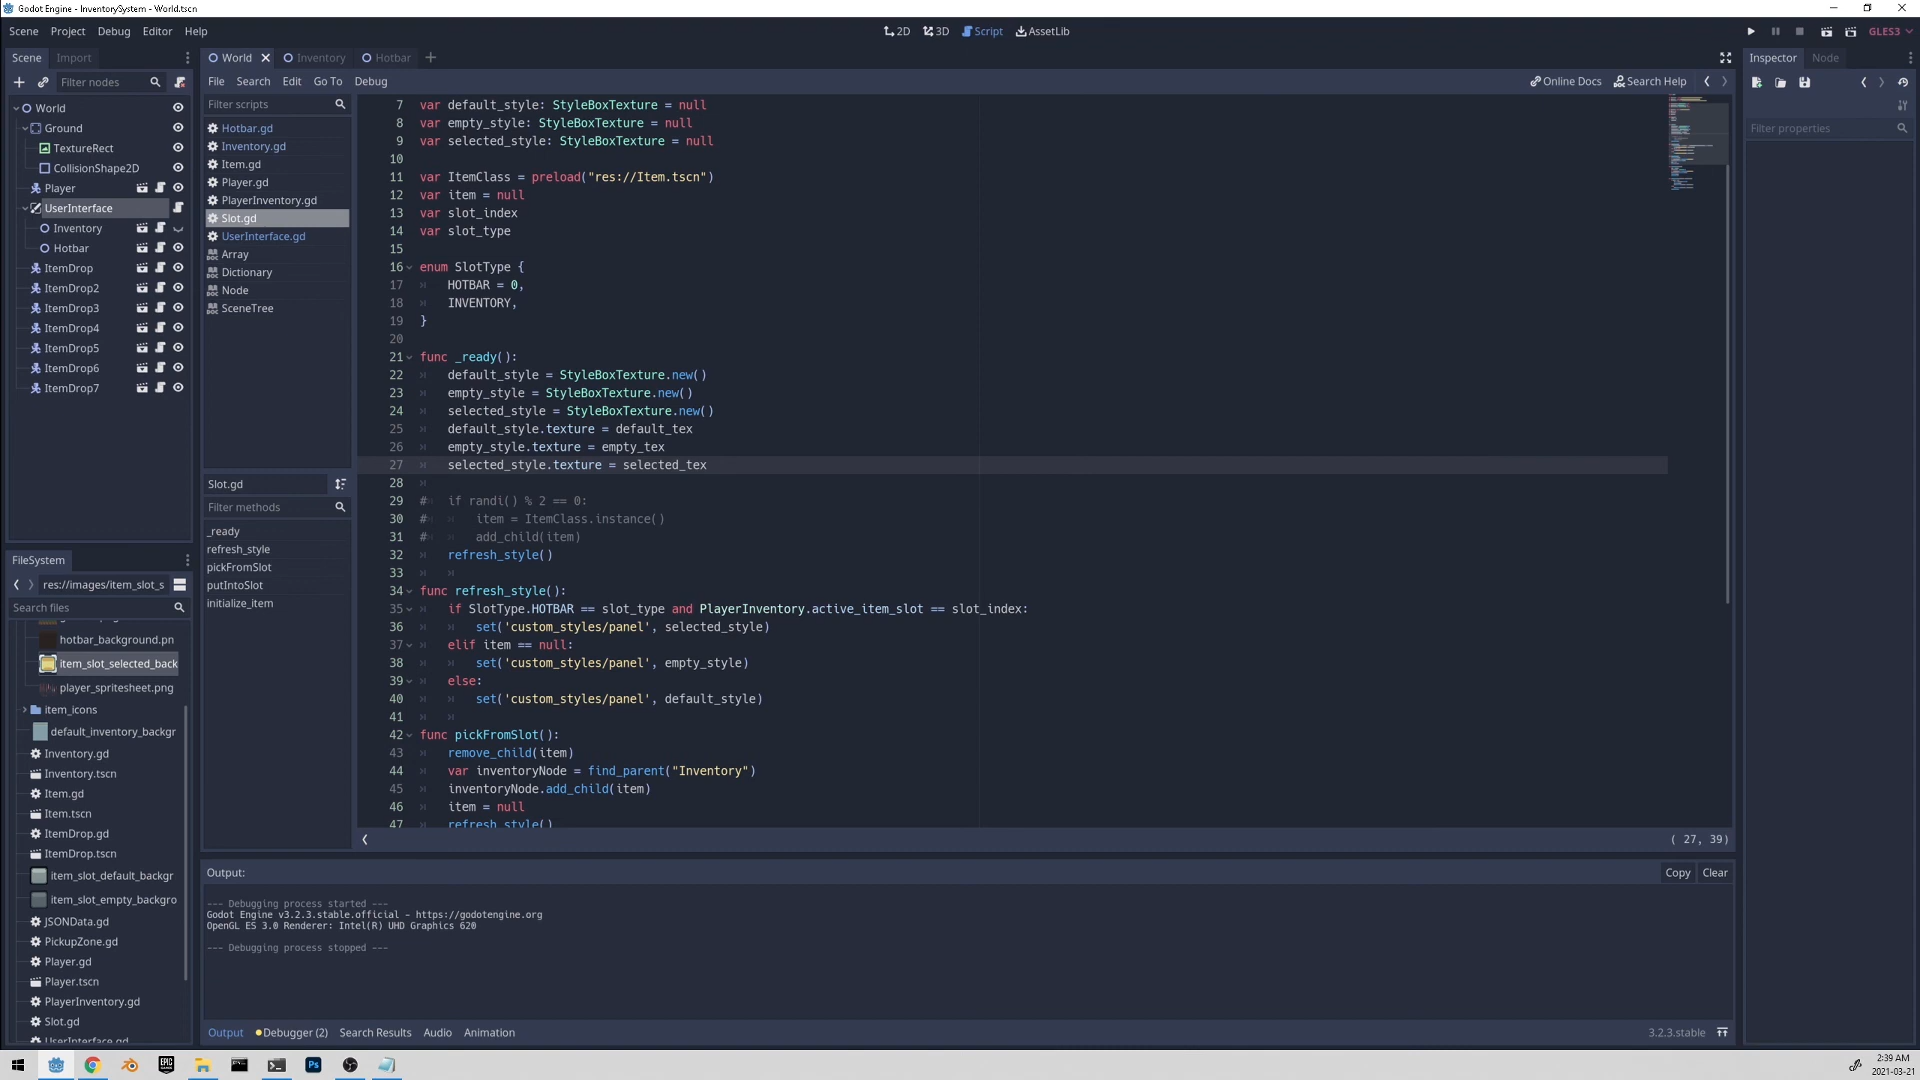 Godot Engine - InventorySystem - World.tscn
Scene Project Debug Editor Help
2D 3D Script AssetLib
GLES3
Scene Import
World Inventory Hotbar
Inspector Node
Filter nodes
File Search Edit Go To Debug
Online Docs Search Help
World
Ground
TextureRect
CollisionShape2D
Player
UserInterface
Inventory
Hotbar
ItemDrop
ItemDrop2
ItemDrop3
ItemDrop4
ItemDrop5
ItemDrop6
ItemDrop7
Filter scripts
Hotbar.gd
Inventory.gd
Item.gd
Player.gd
PlayerInventory.gd
Slot.gd
UserInterface.gd
Array
Dictionary
Node
SceneTree
Slot.gd
Filter methods
_ready
refresh_style
pickFromSlot
putIntoSlot
initialize_item
7 var default_style: StyleBoxTexture = null
8 var empty_style: StyleBoxTexture = null
9 var selected_style: StyleBoxTexture = null
10
11 var ItemClass = preload("res://Item.tscn")
12 var item = null
13 var slot_index
14 var slot_type
15
16 enum SlotType {
17 HOTBAR = 0,
18 INVENTORY,
19 }
20
21 func _ready():
22 default_style = StyleBoxTexture.new()
23 empty_style = StyleBoxTexture.new()
24 selected_style = StyleBoxTexture.new()
25 default_style.texture = default_tex
26 empty_style.texture = empty_tex
27 selected_style.texture = selected_tex
28
29 # if randi() % 2 == 0:
30 # item = ItemClass.instance()
31 # add_child(item)
32 refresh_style()
33
34 func refresh_style():
35 if SlotType.HOTBAR == slot_type and PlayerInventory.active_item_slot == slot_index:
36 set('custom_styles/panel', selected_style)
37 elif item == null:
38 set('custom_styles/panel', empty_style)
39 else:
40 set('custom_styles/panel', default_style)
41
42 func pickFromSlot():
43 remove_child(item)
44 var inventoryNode = find_parent("Inventory")
45 inventoryNode.add_child(item)
46 item = null
47 refresh_style()
( 27, 39)
Filter properties
FileSystem
res://images/item_slot_s
Search files
hotbar_background.pn
item_slot_selected_back
player_spritesheet.png
item_icons
default_inventory_backgr
Inventory.gd
Inventory.tscn
Item.gd
Item.tscn
ItemDrop.gd
ItemDrop.tscn
item_slot_default_backgr
item_slot_empty_backgro
JSONData.gd
PickupZone.gd
Player.gd
Player.tscn
PlayerInventory.gd
Slot.gd
UserInterface.gd
Output:
Copy Clear
--- Debugging process started ---
Godot Engine v3.2.3.stable.official - https://godotengine.org
OpenGL ES 3.0 Renderer: Intel(R) UHD Graphics 620
--- Debugging process stopped ---
Output Debugger (2) Search Results Audio Animation
3.2.3.stable
EPIC
Ps
2:39 AM
2021-03-21